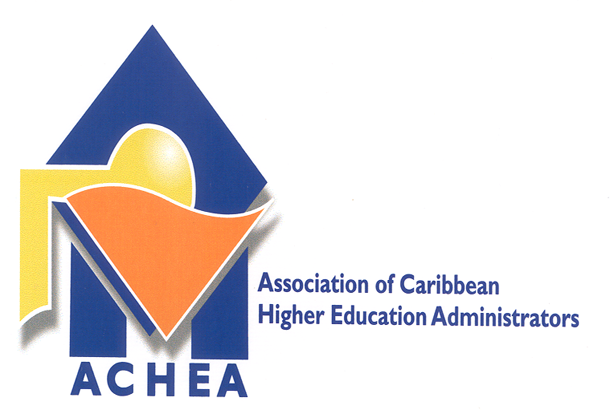 Association of Caribbean
Higher Education Administrators
ACHEA